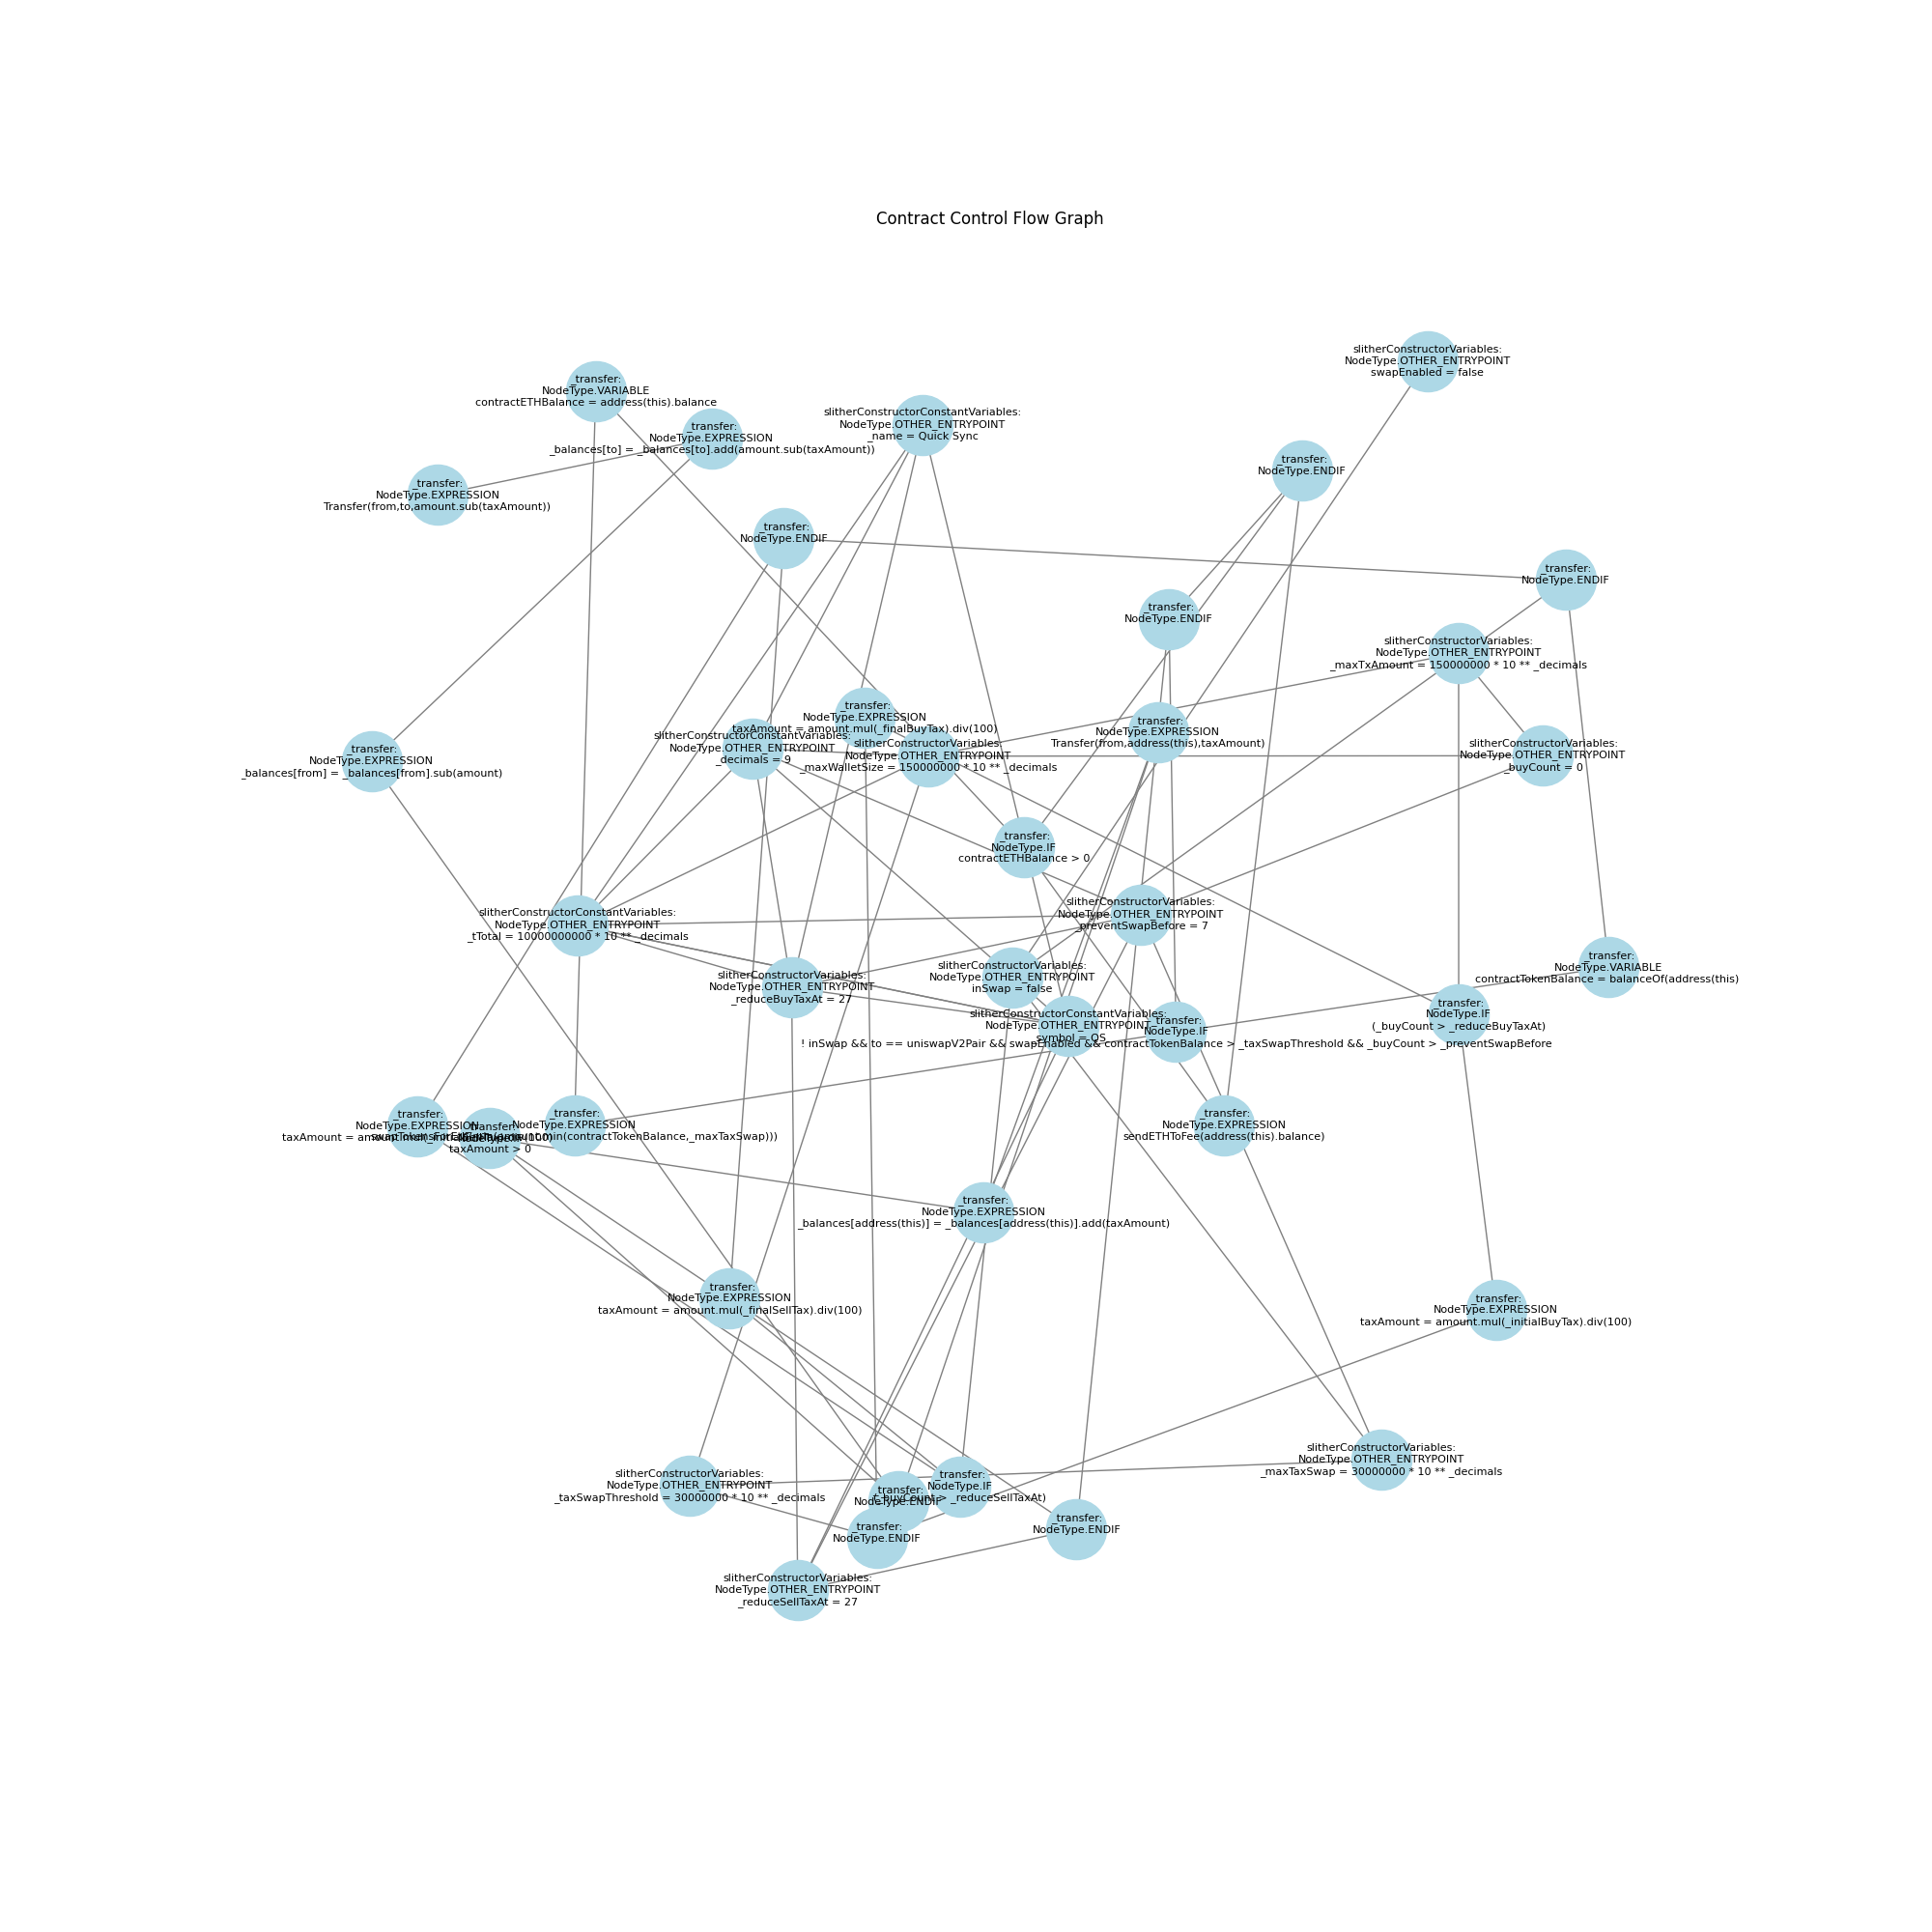 Contract Control Flow Graph
slitherConstructorVariables:
NodeType.OTHER_ENTRYPOINT
swapEnabled = false
_transfer:
NodeType.VARIABLE
contractETHBalance = address(this).balance
slitherConstructorConstantVariables:
NodeType.OTHER_ENTRYPOINT
_name = Quick Sync
_transfer:
NodeType.EXPRESSION
_balances[to] = _balances[to].add(amount.sub(taxAmount))
_transfer:
NodeType.ENDIF
_transfer:
NodeType.EXPRESSION
Transfer(from,to,amount.sub(taxAmount))
_transfer:
NodeType.ENDIF
_transfer:
NodeType.ENDIF
_transfer:
NodeType.ENDIF
slitherConstructorVariables:
NodeType.OTHER_ENTRYPOINT
_maxTxAmount = 150000000 * 10 ** _decimals
_transfer:
NodeType.EXPRESSION
taxAmount = amount.mul(_finalBuyTax).div(100)
_transfer:
NodeType.EXPRESSION
Transfer(from,address(this),taxAmount)
slitherConstructorConstantVariables:
NodeType.OTHER_ENTRYPOINT
_decimals = 9
slitherConstructorVariables:
NodeType.OTHER_ENTRYPOINT
_maxWalletSize = 150000000 * 10 ** _decimals
slitherConstructorVariables:
NodeType.OTHER_ENTRYPOINT
_buyCount = 0
_transfer:
NodeType.EXPRESSION
_balances[from] = _balances[from].sub(amount)
_transfer:
NodeType.IF
contractETHBalance > 0
slitherConstructorVariables:
NodeType.OTHER_ENTRYPOINT
_preventSwapBefore = 7
slitherConstructorConstantVariables:
NodeType.OTHER_ENTRYPOINT
_tTotal = 10000000000 * 10 ** _decimals
_transfer:
NodeType.VARIABLE
contractTokenBalance = balanceOf(address(this)
slitherConstructorVariables:
NodeType.OTHER_ENTRYPOINT
inSwap = false
slitherConstructorVariables:
NodeType.OTHER_ENTRYPOINT
_reduceBuyTaxAt = 27
_transfer:
NodeType.IF
(_buyCount > _reduceBuyTaxAt)
slitherConstructorConstantVariables:
NodeType.OTHER_ENTRYPOINT
_symbol = QS
_transfer:
NodeType.IF
! inSwap && to == uniswapV2Pair && swapEnabled && contractTokenBalance > _taxSwapThreshold && _buyCount > _preventSwapBefore
_transfer:
NodeType.EXPRESSION
taxAmount =
_transfer:
taxAmount > 0
_transfer:
NodeType.EXPRESSION
min(contractTokenBalance,_maxTaxSwap)))
_transfer:
NodeType.EXPRESSION
sendETHToFee(address(this).balance)
_transfer:
NodeType.EXPRESSION
_balances[address(this)] = _balances[address(this)].add(taxAmount)
_transfer:
NodeType.EXPRESSION
taxAmount = amount.mul(_finalSellTax).div(100)
_transfer:
NodeType.EXPRESSION
taxAmount = amount.mul(_initialBuyTax).div(100)
slitherConstructorVariables:
NodeType.OTHER_ENTRYPOINT
_maxTaxSwap = 30000000 * 10 ** _decimals
slitherConstructorVariables:
NodeType.OTHER_ENTRYPOINT
_taxSwapThreshold = 30000000 * 10 ** _decimals
_transfer:
NodeType.IF
(_buyCount > _reduceSellTaxAt)
_transfer:
NodeType.ENDIF
_transfer:
NodeType.ENDIF
_transfer:
NodeType.ENDIF
slitherConstructorVariables:
NodeType.OTHER_ENTRYPOINT
_reduceSellTaxAt = 27